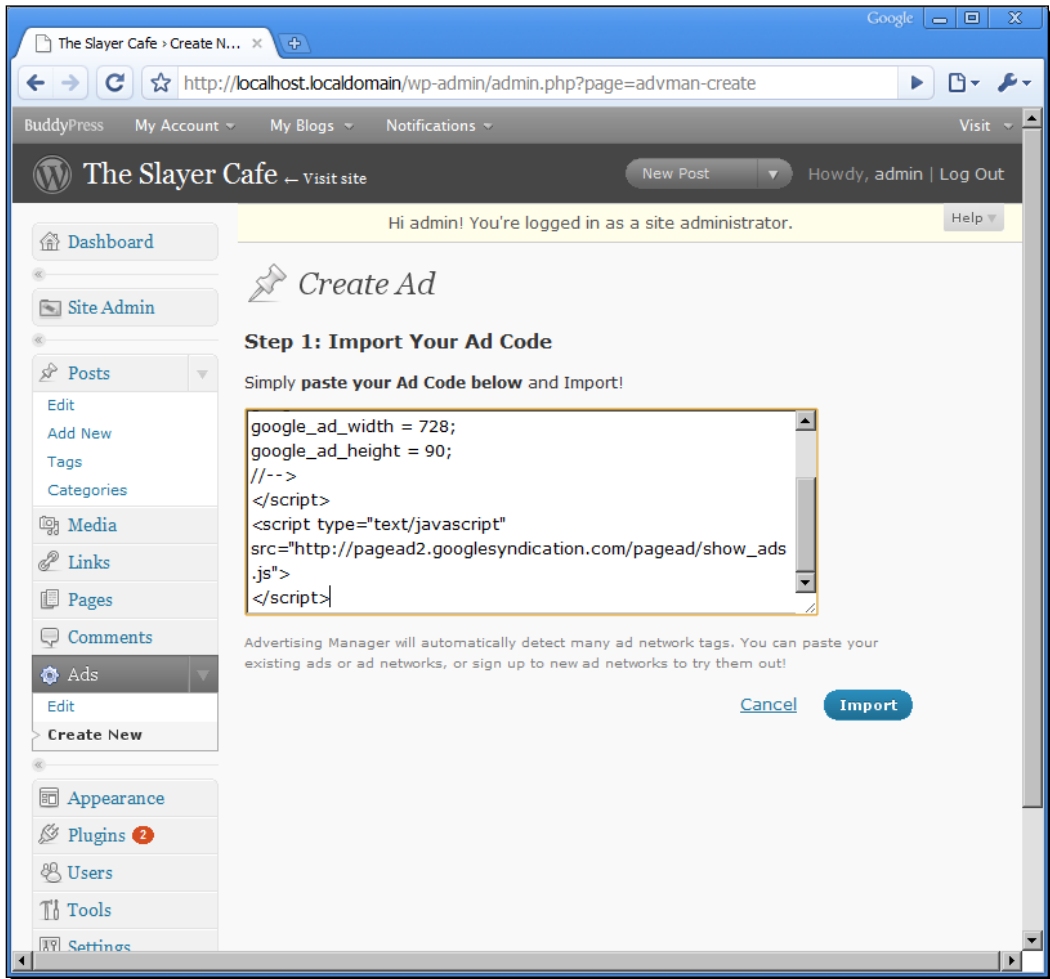 Google
The Slayer Cafe › Create N...
http://localhost.localdomain/wp-admin/admin.php?page=advman-create
BuddyPress My Account My Blogs Notifications Visit
The Slayer Cafe ← Visit site New Post Howdy, admin | Log Out
Hi admin! You're logged in as a site administrator. Help
Dashboard
Site Admin
Posts
Edit
Add New
Tags
Categories
Media
Links
Pages
Comments
Ads
Edit
Create New
Appearance
Plugins 2
Users
Tools
Settings
Create Ad
Step 1: Import Your Ad Code
Simply paste your Ad Code below and Import!
google_ad_width = 728;
google_ad_height = 90;
//-->
</script>
<script type="text/javascript"
src="http://pagead2.googlesyndication.com/pagead/show_ads
.js">
</script>
Advertising Manager will automatically detect many ad network tags. You can paste your
existing ads or ad networks, or sign up to new ad networks to try them out!
Cancel Import